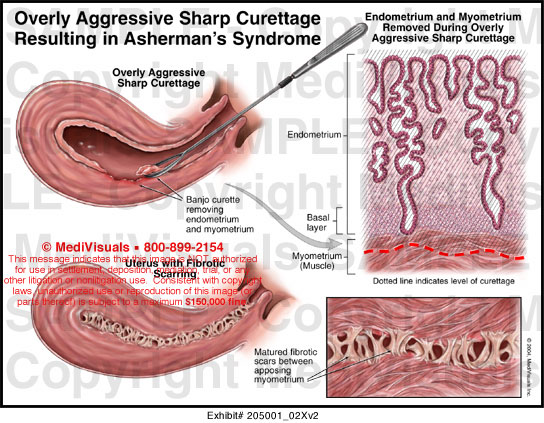 Overly Aggressive Sharp Curettage
Resulting in Asherman's Syndrome
Endometrium and Myometrium
Removed During Overly
Aggressive Sharp Curettage
Overly Aggressive
Sharp Curettage
Endometrium
Banjo curette
removing
endometrium
and myometrium
Basal
layer
Myometrium
(Muscle)
Dotted line indicates level of curettage
© MediVisuals ▪ 800-899-2154
This message indicates that this image is NOT authorized
for use in settlement, deposition, mediation, trial, or any
other litigation or nonlitigation use. Consistent with copyright
laws, unauthorized use or reproduction of this image (or
parts thereof) is subject to a maximum $150,000 fine.
Uterus with Fibrotic
Scarring
Matured fibrotic
scars between
apposing
myometrium
© 2004, MediVisuals Inc.
Exhibit# 205001_02Xv2